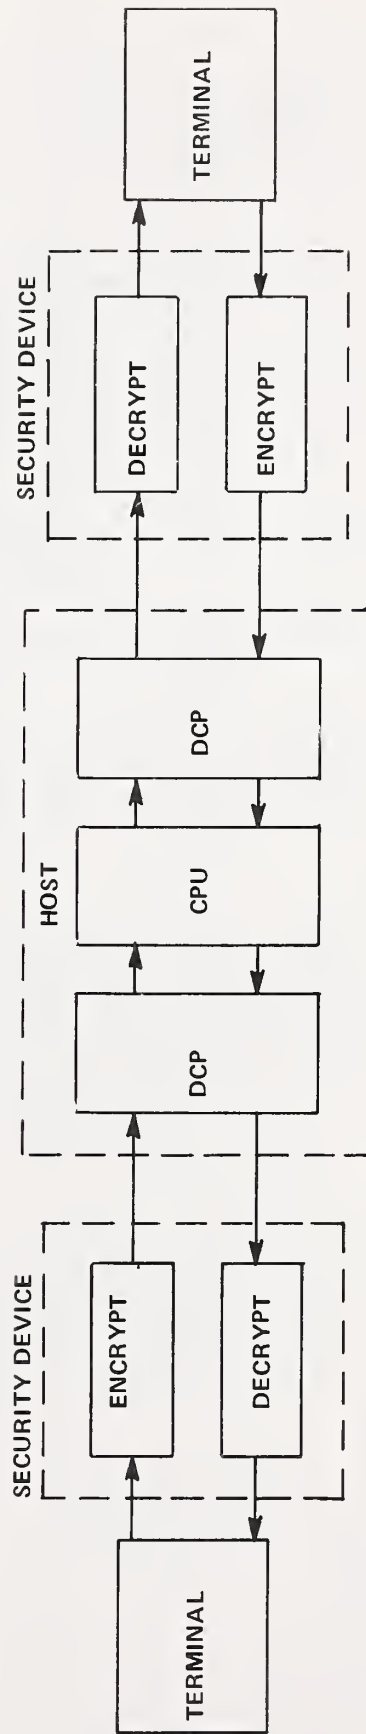 TERMINAL
SECURITY DEVICE
ENCRYPT
DECRYPT
HOST
DCP
CPU
DCP
SECURITY DEVICE
DECRYPT
ENCRYPT
TERMINAL